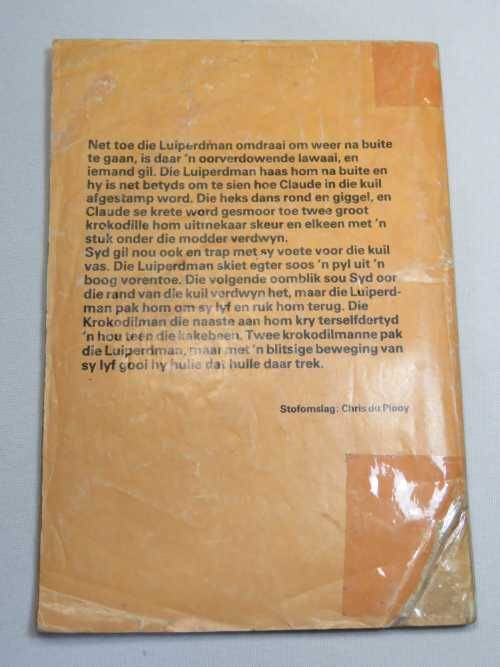 Net toe die Luiperdman omdraai om weer na buite
te gaan, is daar 'n oorverdowende lawaai, en
iemand gil. Die Luiperdman haas hom na buite en
hy is net betyds om te sien hoe Claude in die kuil
afgestamp word. Die heks dans rond en giggel, en
Claude se krete word gesmoor toe twee groot
krokodille hom uitmekaar skeur en elkeen met 'n
stuk onder die modder verdwyn.
Syd gil nou ook en trap met sy voete voor die kuil
vas. Die Luiperdman skiet egter soos 'n pyl uit 'n
boog vorentoe. Die volgende oomblik sou Syd oor
die rand van die kuil verdwyn het, maar die Luiperd-
man pak hom om sy lyf en ruk hom terug. Die
Krokodilman die naaste aan hom kry terselfdertyd
'n hou teen die kakebeen. Twee krokodilmanne pak
die Luiperdman, maar met 'n blitsige beweging van
sy lyf gooi hy hulle dat hulle daar trek.
Stofomslag: Chris du Plooy